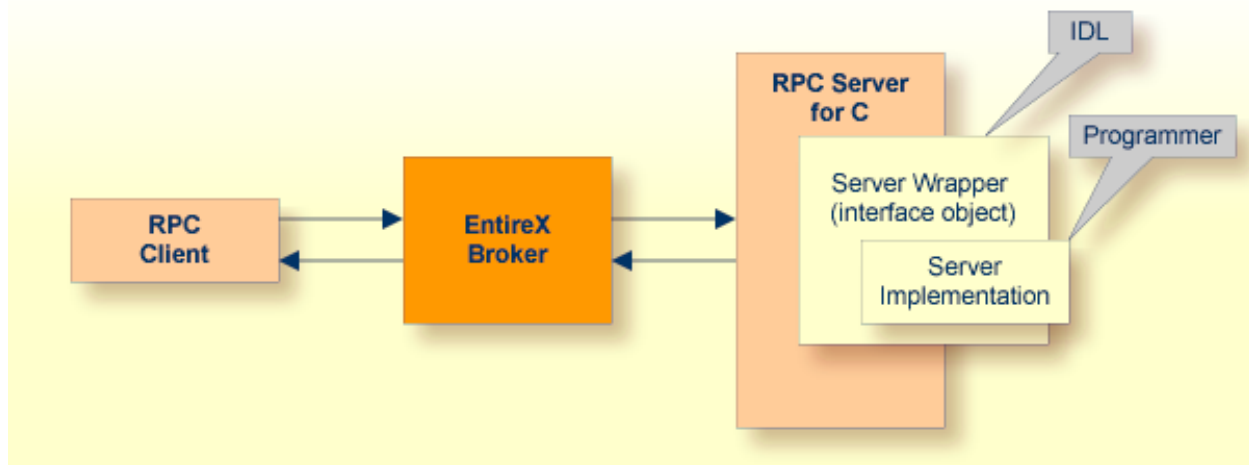 IDL
RPC Server
for C
Programmer
Server Wrapper
(interface object)
RPC
Client
EntireX
Broker
Server
Implementation